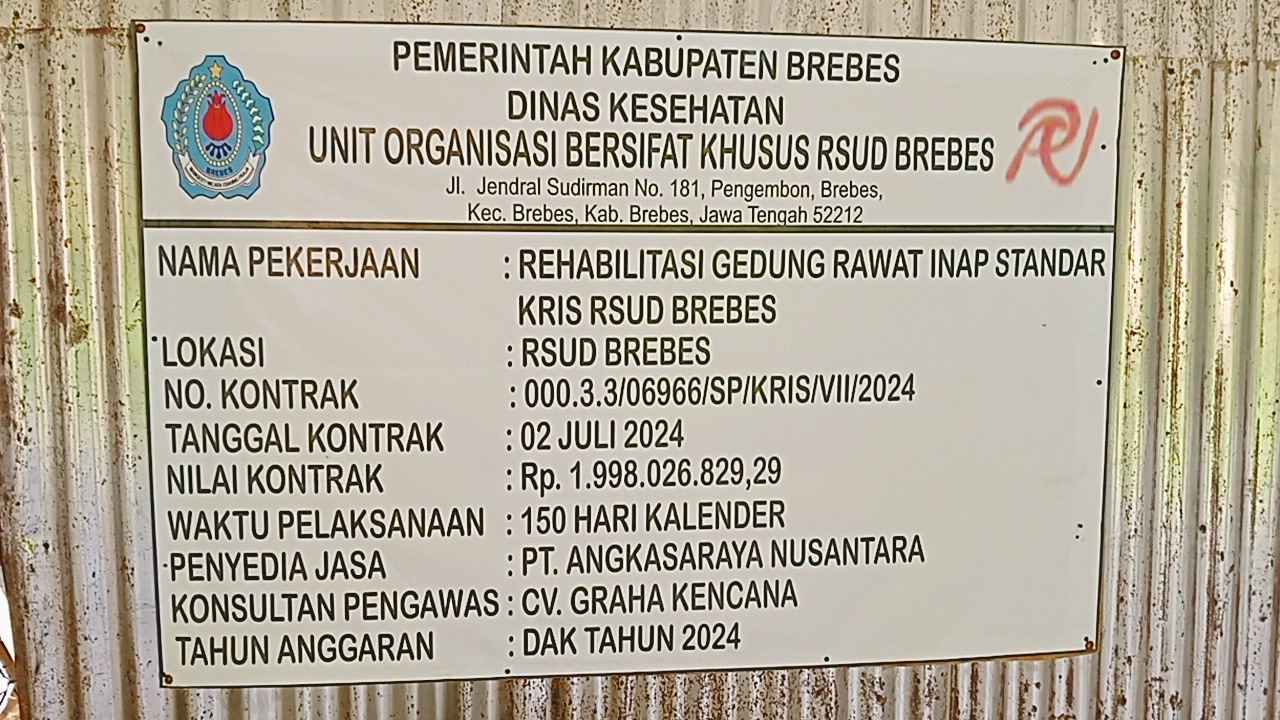 PEMERINTAH KABUPATEN BREBES
DINAS KESEHATAN
UNIT ORGANISASI BERSIFAT KHUSUS RSUD BREBES
Jl. Jendral Sudirman No. 181, Pengembon, Brebes,
Kec. Brebes, Kab. Brebes, Jawa Tengah 52212
BREBES
NAMA PEKERJAAN : REHABILITASI GEDUNG RAWAT INAP STANDAR
KRIS RSUD BREBES
LOKASI : RSUD BREBES
NO. KONTRAK : 000.3.3/06966/SP/KRIS/VII/2024
TANGGAL KONTRAK : 02 JULI 2024
NILAI KONTRAK : Rp. 1.998.026.829,29
WAKTU PELAKSANAAN : 150 HARI KALENDER
PENYEDIA JASA : PT. ANGKASARAYA NUSANTARA
KONSULTAN PENGAWAS : CV. GRAHA KENCANA
TAHUN ANGGARAN : DAK TAHUN 2024